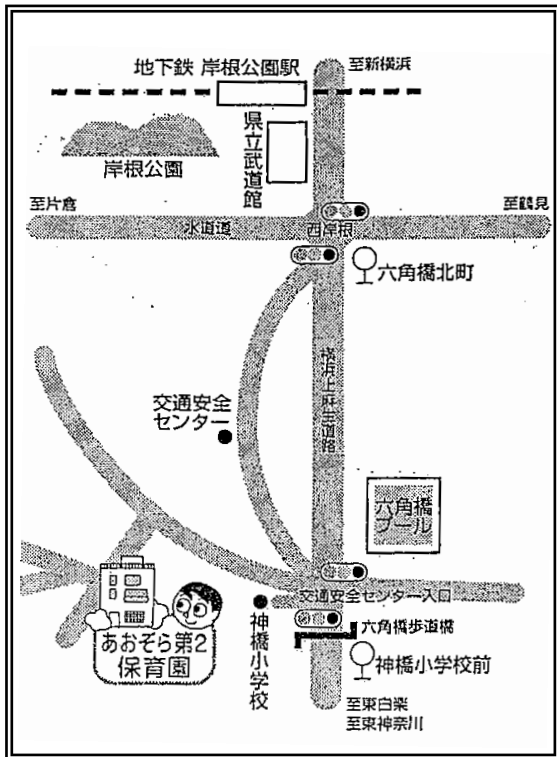 地下鉄 岸根公園駅
至新横浜
県立武道館
岸根公園
至片倉
至鶴見
水道道
西岸根
六角橋北町
横浜上麻生道路
交通安全
センター
六角橋
プール
交通安全センター入口
あおぞら第2
保育園
神橋小学校
六角橋歩道橋
神橋小学校前
至東白楽
至東神奈川